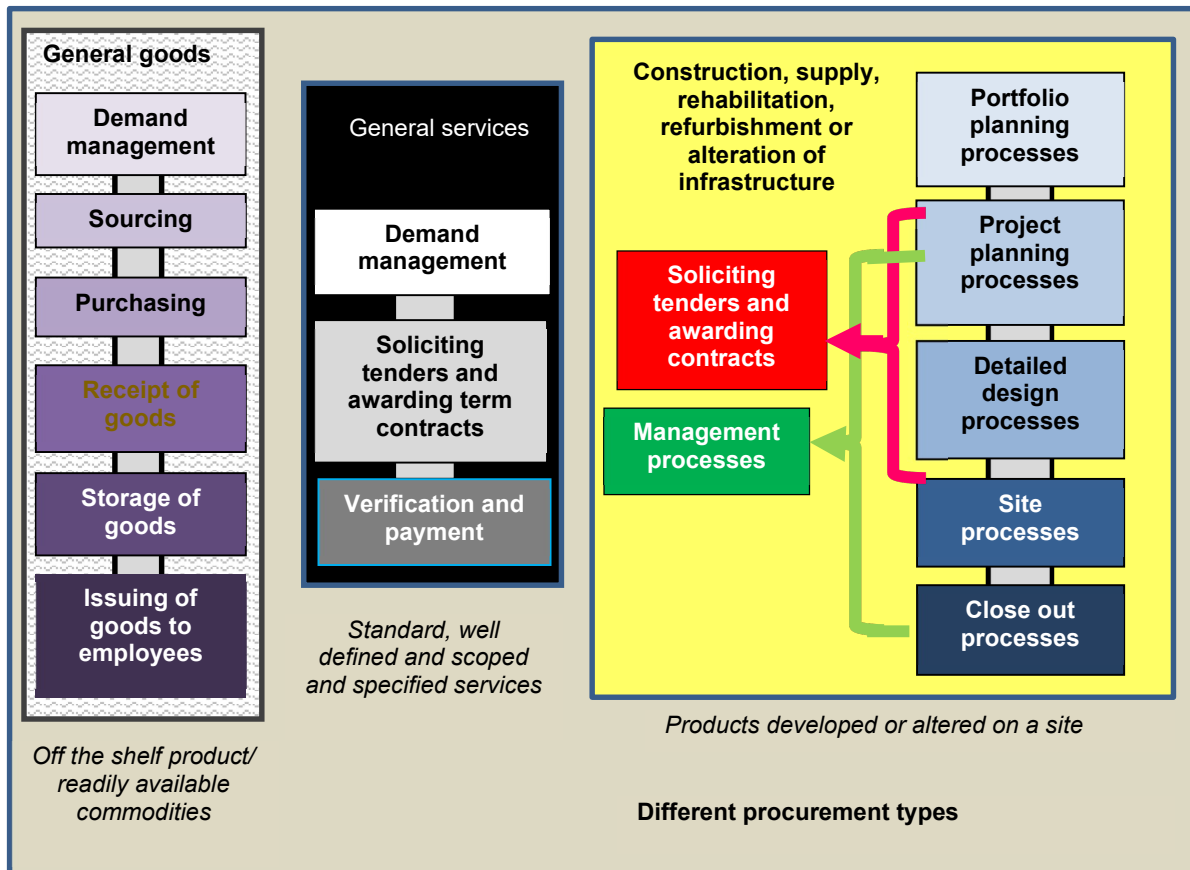 General goods
Demand
management
Sourcing
Purchasing
Receipt of
goods
Storage of
goods
Issuing of
goods to
employees
Off the shelf product/
readily available
commodities
General services
Demand
management
Soliciting
tenders and
awarding term
contracts
Verification and
payment
Standard, well
defined and scoped
and specified services
Construction, supply,
rehabilitation,
refurbishment or
alteration of
infrastructure
Soliciting
tenders and
awarding
contracts
Management
processes
Portfolio
planning
processes
Project
planning
processes
Detailed
design
processes
Site
processes
Close out
processes
Products developed or altered on a site
Different procurement types